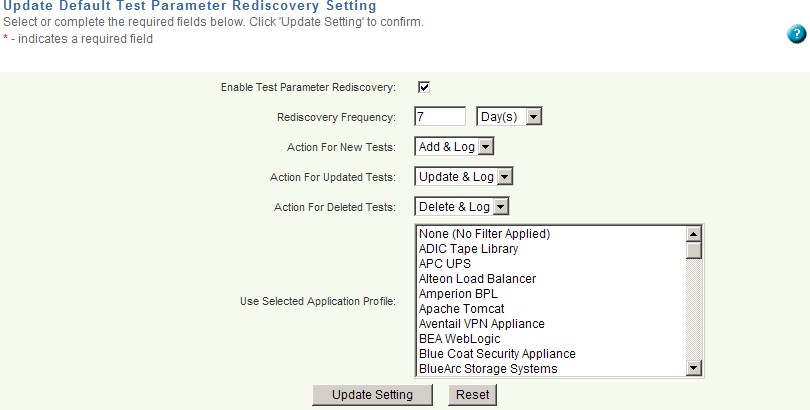 Update Default Test Parameter Rediscovery Setting
Select or complete the required fields below. Click 'Update Setting' to confirm.
* - indicates a required field
?
Enable Test Parameter Rediscovery:
Rediscovery Frequency: 7 Day(s)
Action For New Tests: Add & Log
Action For Updated Tests: Update & Log
Action For Deleted Tests: Delete & Log
Use Selected Application Profile:
None (No Filter Applied)
ADIC Tape Library
APC UPS
Alteon Load Balancer
Amperion BPL
Apache Tomcat
Aventail VPN Appliance
BEA WebLogic
Blue Coat Security Appliance
BlueArc Storage Systems
Update Setting Reset